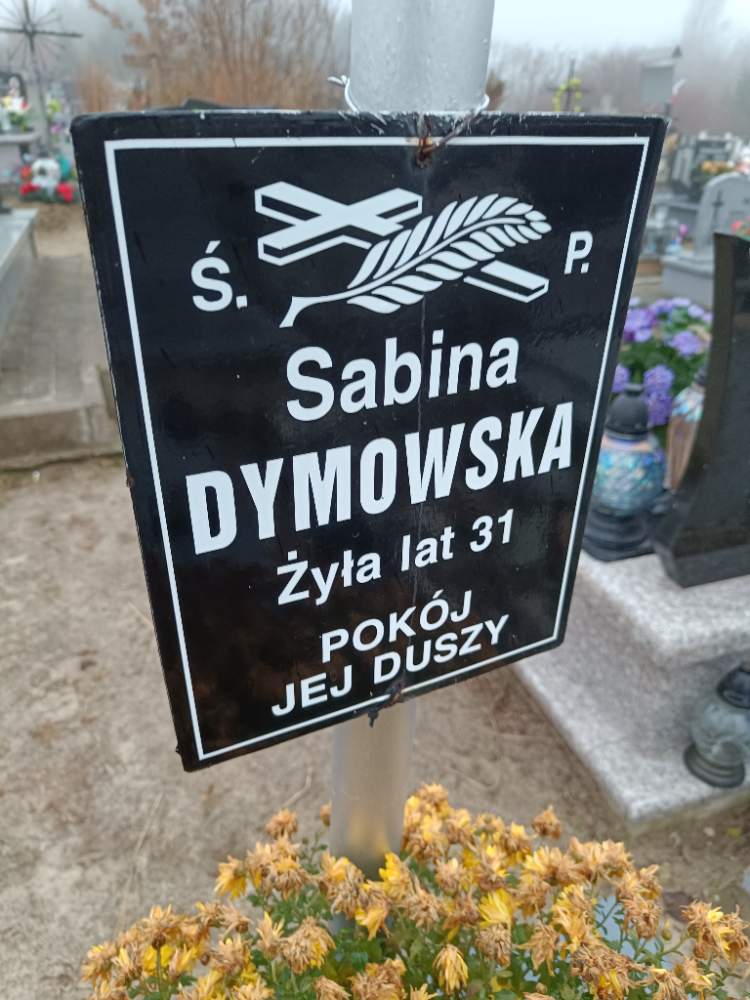 Ś. P.
Sabina
DYMOWSKA
Żyła lat 31
POKÓJ
JEJ DUSZY